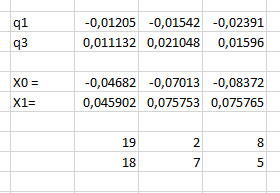 q1 -0,01205 -0,01542 -0,02391
q3 0,011132 0,021048 0,01596
X0 = -0,04682 -0,07013 -0,08372
X1= 0,045902 0,075753 0,075765
19 2 8
18 7 5